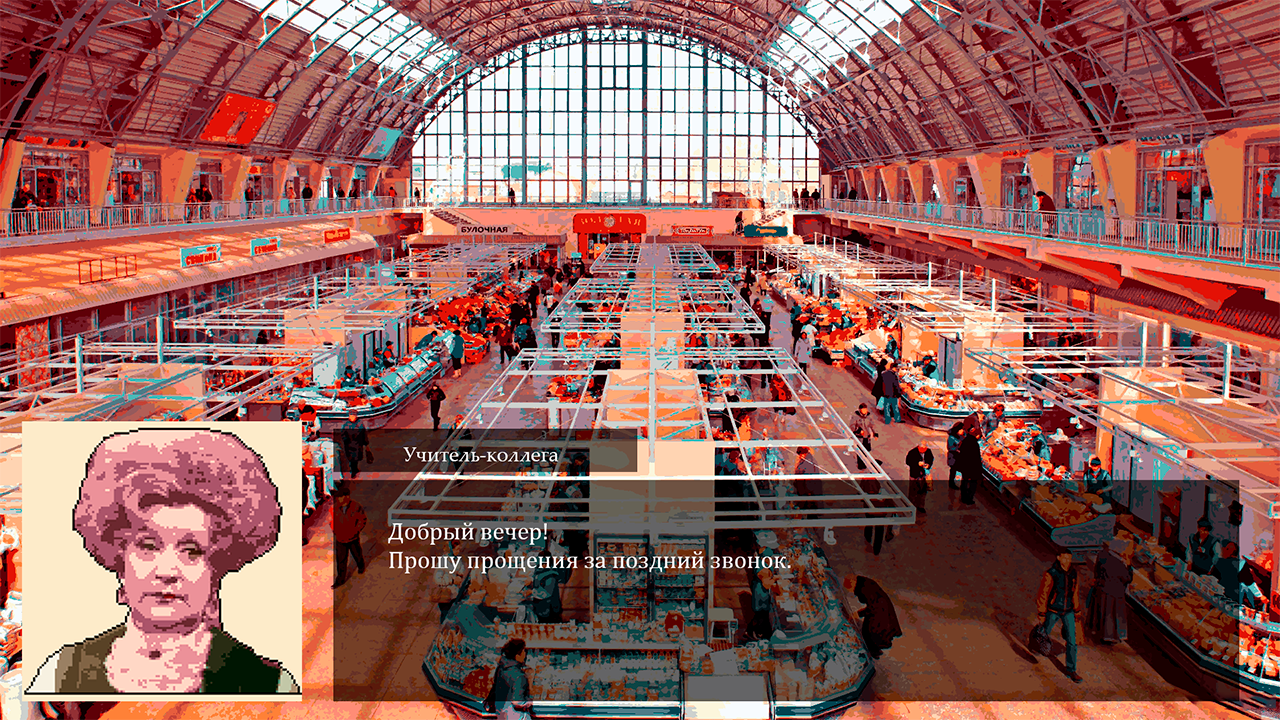 БУЛОЧНАЯ
Учитель-коллега
Добрый вечер!
Прошу прощения за поздний звонок.